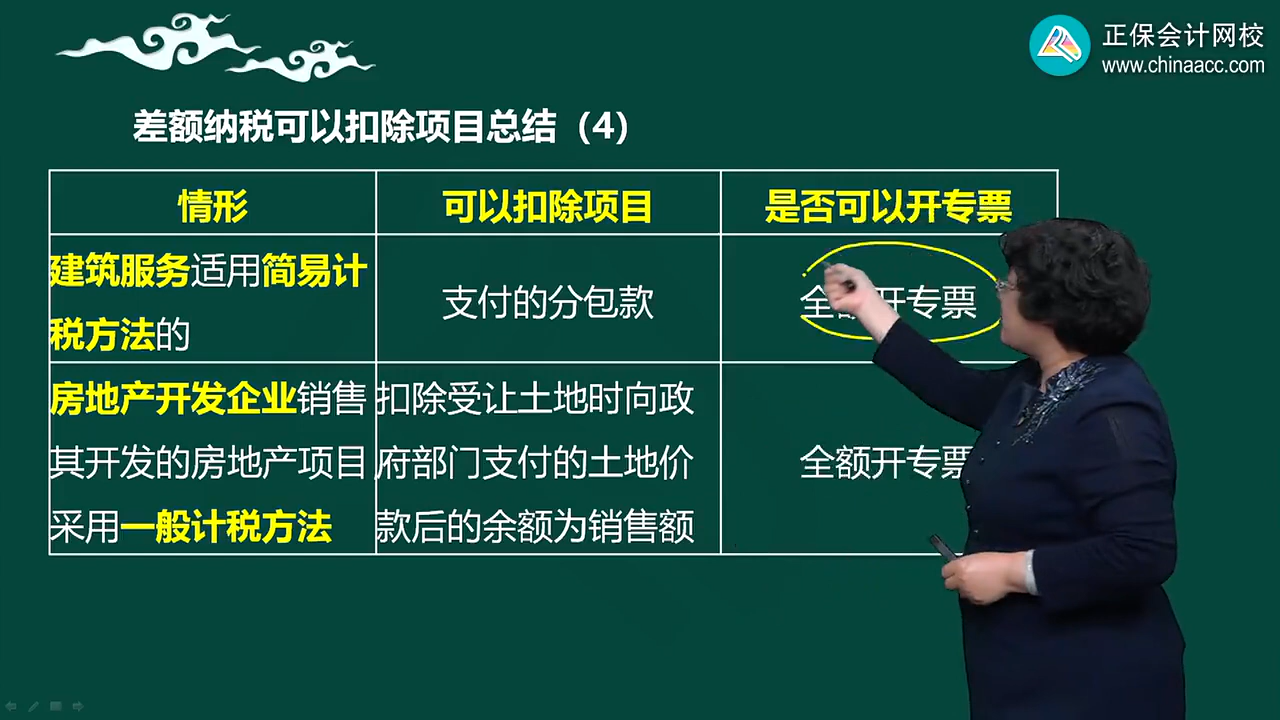 正保会计网校
www.chinaacc.com
差额纳税可以扣除项目总结（4）
情形
可以扣除项目
是否可以开专票
建筑服务适用简易计
税方法的
支付的分包款
全额开专票
房地产开发企业销售
其开发的房地产项目
采用一般计税方法
扣除受让土地时向政
府部门支付的土地价
款后的余额为销售额
全额开专票